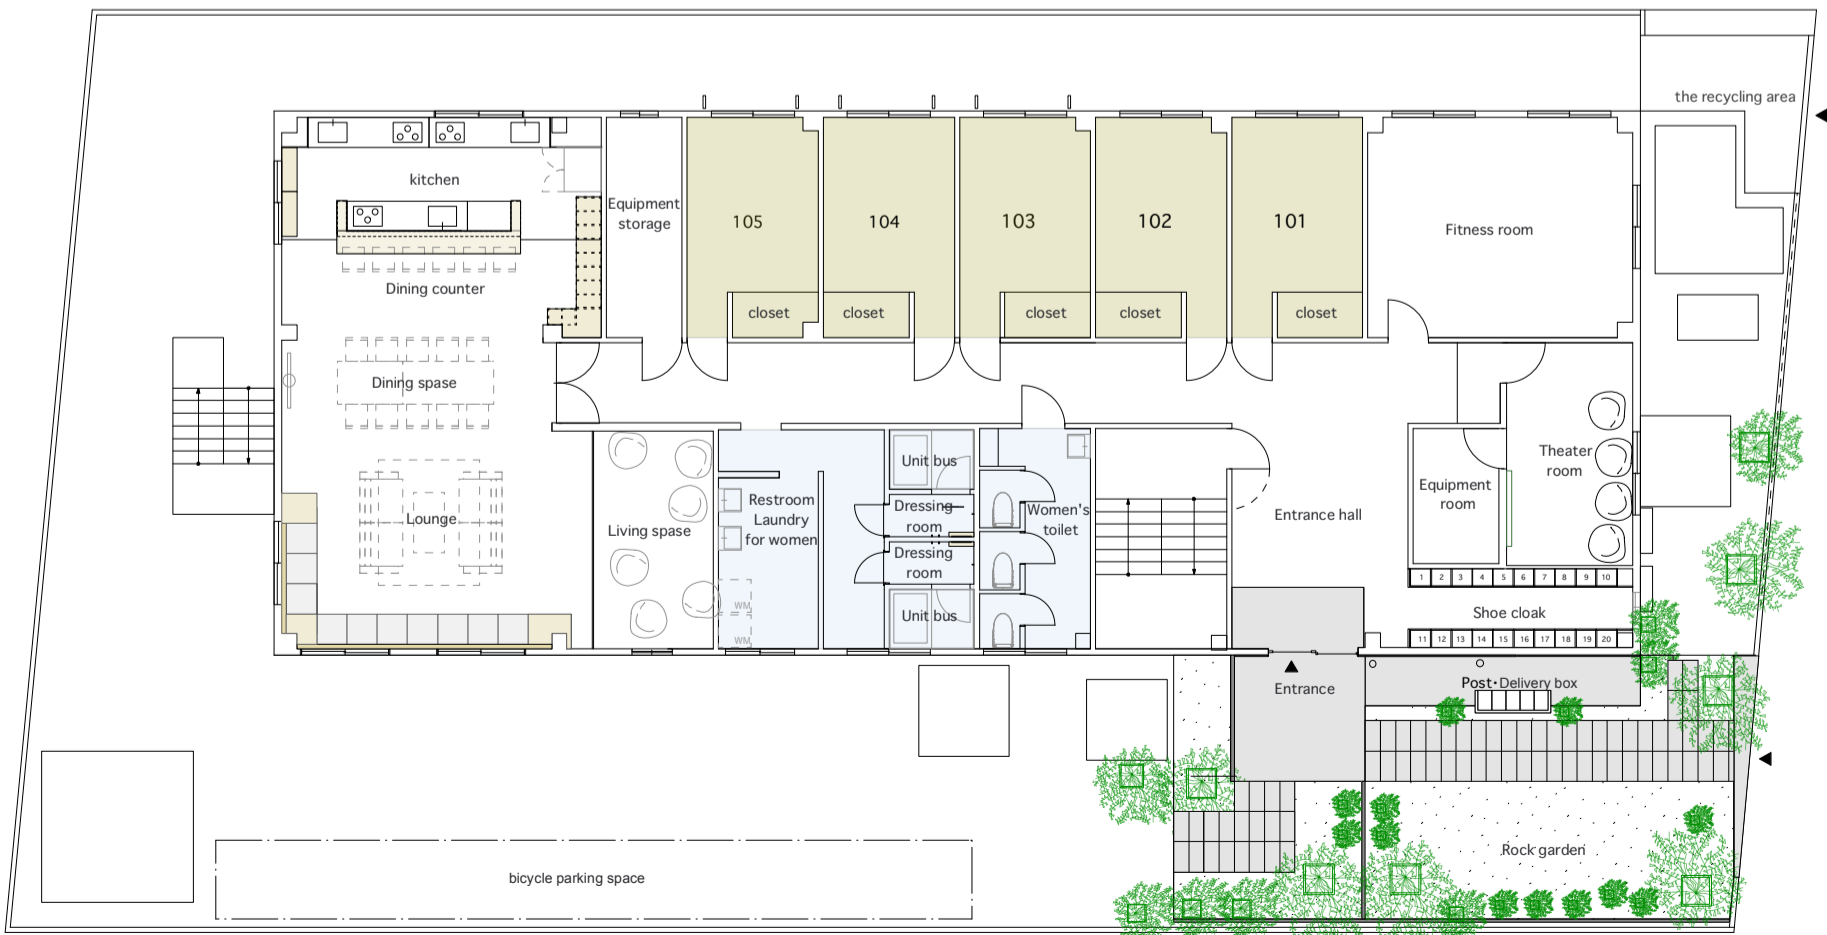 the recycling area
kitchen
Equipment
storage
105
104
103
102
101
Fitness room
Dining counter
closet
closet
closet
closet
closet
Dining spase
Lounge
Living spase
Restroom
Laundry
for women
WM
WM
Unit bus
Dressing
room
Dressing
room
Unit bus
Women's
toilet
Entrance hall
Equipment
room
Theater
room
1 2 3 4 5 6 7 8 9 10
Shoe cloak
11 12 13 14 15 16 17 18 19 20
Entrance
Post・Delivery box
Rock garden
bicycle parking space